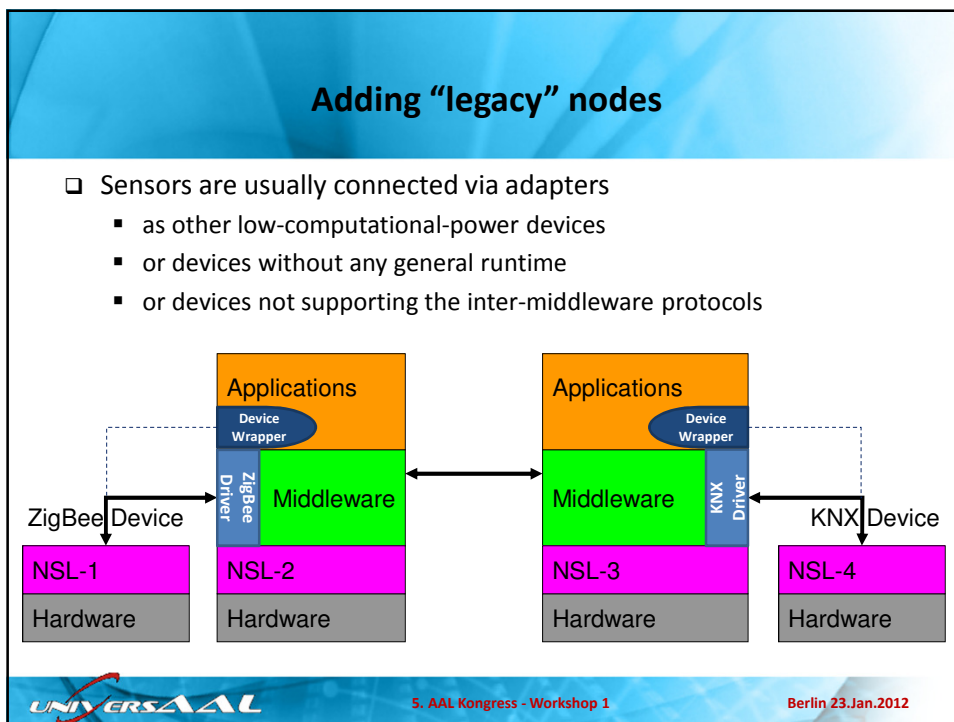 Adding “legacy” nodes
❑ Sensors are usually connected via adapters
▪ as other low-computational-power devices
▪ or devices without any general runtime
▪ or devices not supporting the inter-middleware protocols
Applications
Device
Wrapper
ZigBee
Driver
Middleware
ZigBee Device
NSL-1
Hardware
NSL-2
Hardware
Applications
Device
Wrapper
Middleware
KNX
Driver
KNX Device
NSL-3
Hardware
NSL-4
Hardware
UNIVERSAAL
5. AAL Kongress - Workshop 1
Berlin 23.Jan.2012